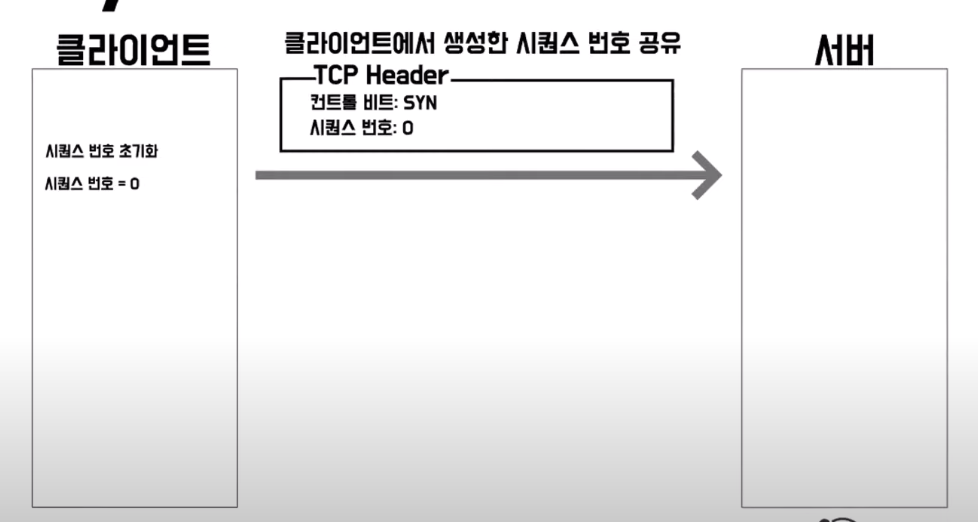 클라이언트
클라이언트에서 생성한 시퀀스 번호 공유
서버
TCP Header
컨트롤 비트: SYN
시퀀스 번호: 0
시퀀스 번호 초기화
시퀀스 번호 = 0